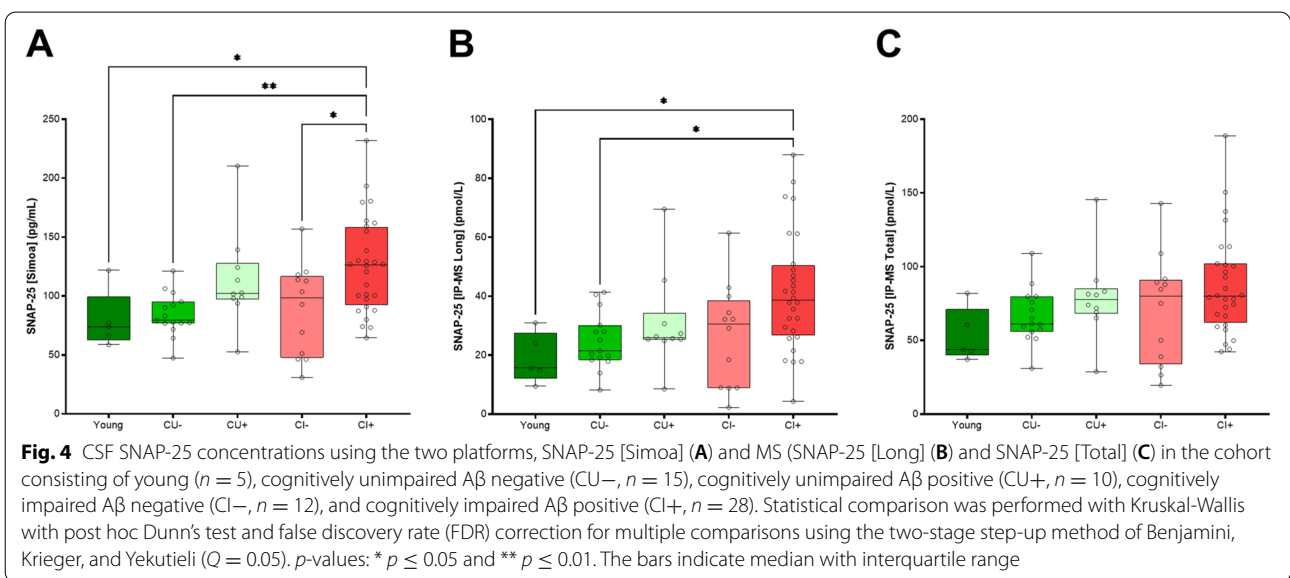 A
B
C
*
**
*
*
*
SNAP-25 [Simoa] (pg/mL)
250
200
150
100
50
0
Young CU- CU+ CI- CI+
SNAP-25 [IP-MS Long] (pmol/L)
100
80
60
40
20
0
Young CU- CU+ CI- CI+
SNAP-25 [IP-MS Total] (pmol/L)
200
150
100
50
0
Young CU- CU+ CI- CI+
Fig. 4 CSF SNAP-25 concentrations using the two platforms, SNAP-25 [Simoa] (A) and MS (SNAP-25 [Long] (B) and SNAP-25 [Total] (C) in the cohort
consisting of young (n = 5), cognitively unimpaired Aβ negative (CU−, n = 15), cognitively unimpaired Aβ positive (CU+, n = 10), cognitively
impaired Aβ negative (CI−, n = 12), and cognitively impaired Aβ positive (CI+, n = 28). Statistical comparison was performed with Kruskal-Wallis
with post hoc Dunn's test and false discovery rate (FDR) correction for multiple comparisons using the two-stage step-up method of Benjamini,
Krieger, and Yekutieli (Q = 0.05). p-values: * p ≤ 0.05 and ** p ≤ 0.01. The bars indicate median with interquartile range